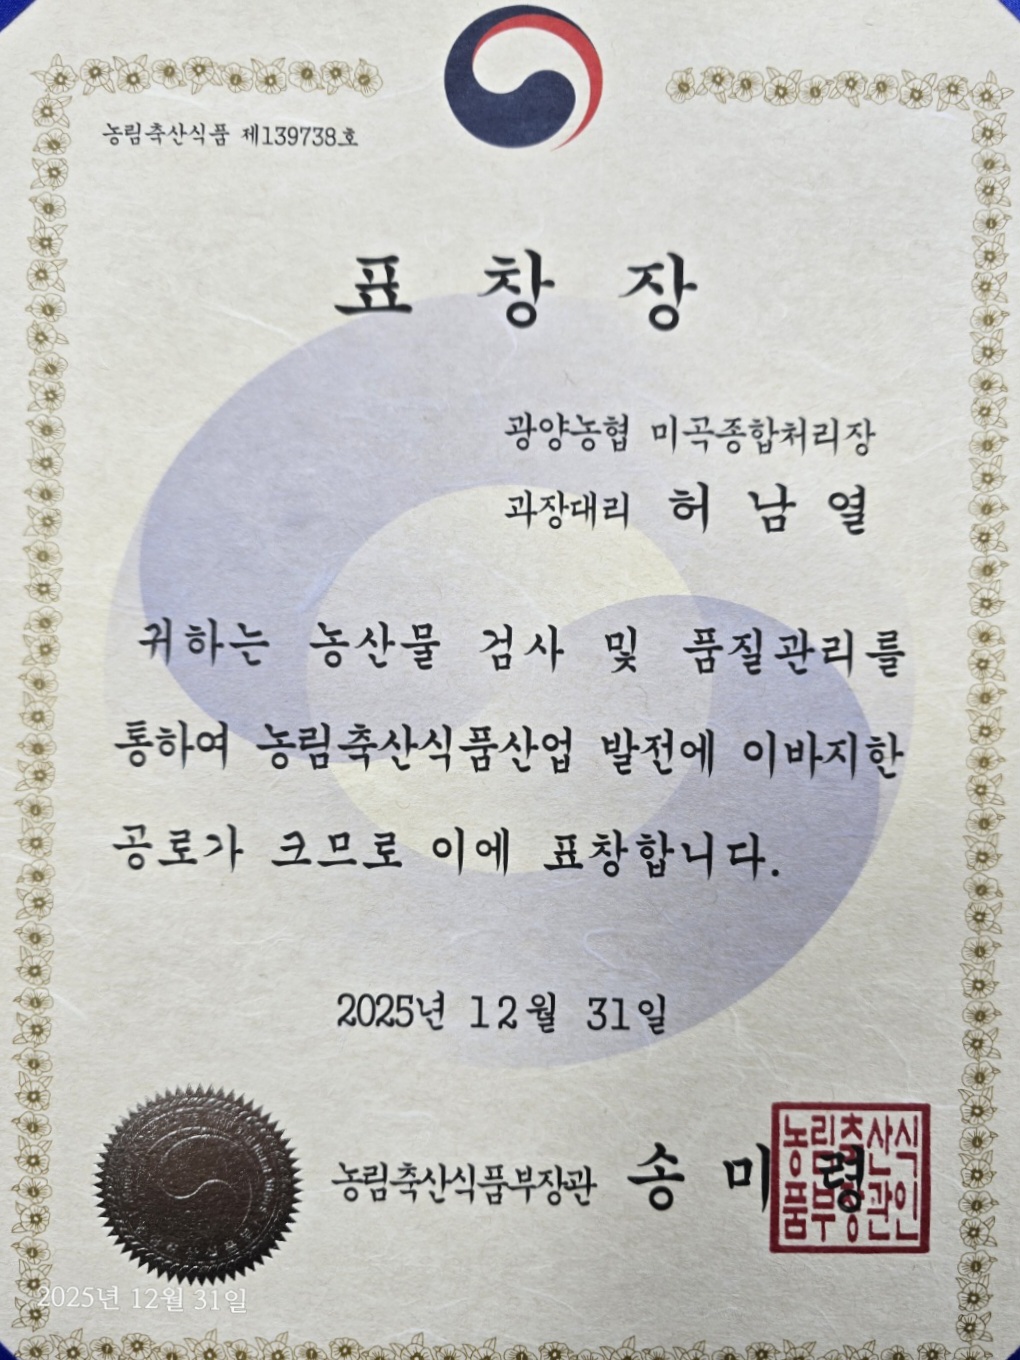 농림축산식품 제139738호
표 창 장
광양농협 미곡종합처리장
과장대리 허 남 열
귀하는 농산물 검사 및 품질관리를
통하여 농림축산식품산업 발전에 이바지한
공로가 크므로 이에 표창합니다.
2025년 12월 31일
농림축산식품부장관 송 미 령
농림축산식
품부장관인
2025년 12월 31일